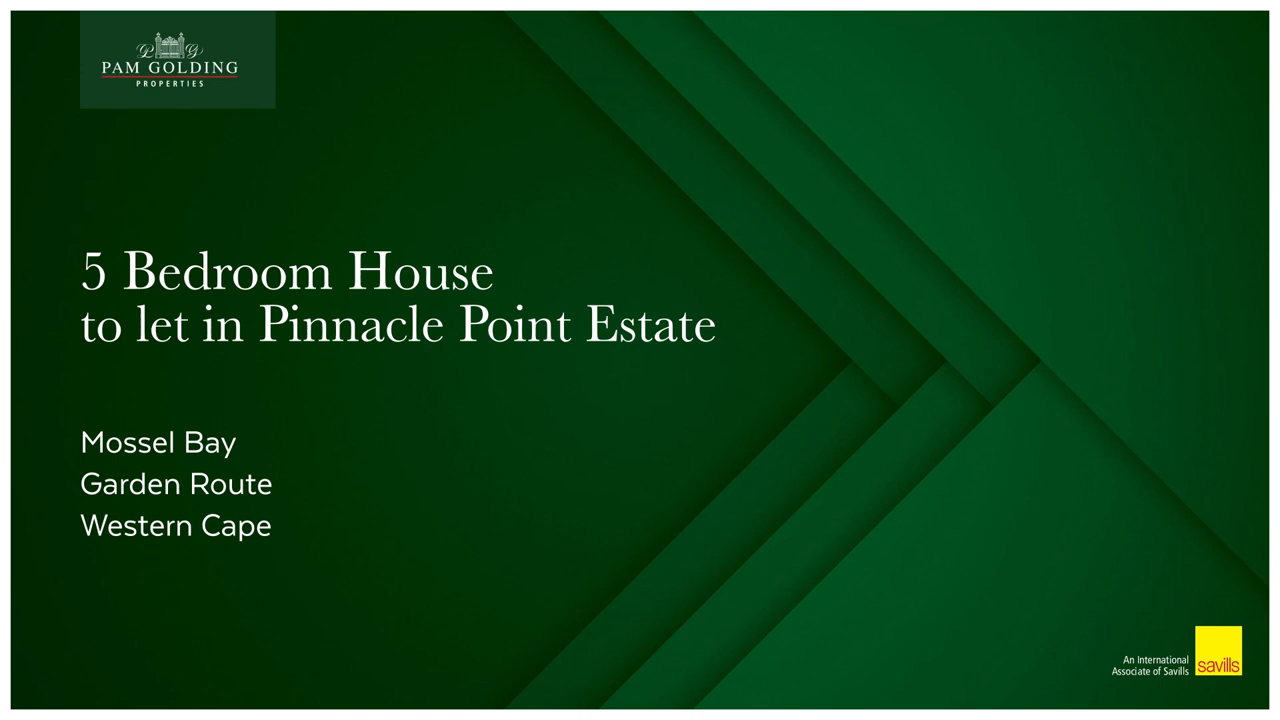 PG
PAM GOLDING
PROPERTIES
5 Bedroom House
to let in Pinnacle Point Estate
Mossel Bay
Garden Route
Western Cape
An International
Associate of Savills
savills